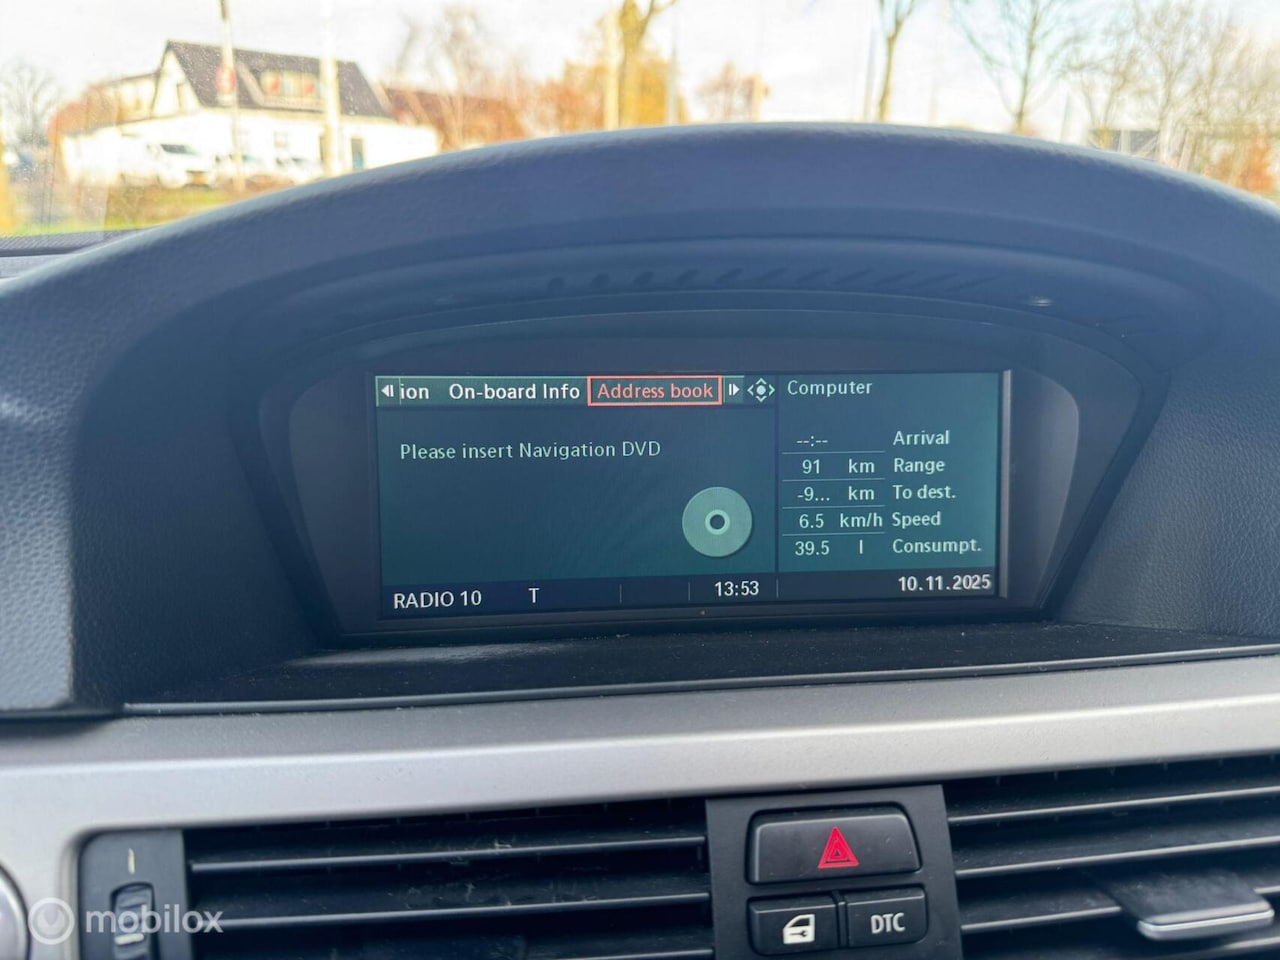 ion On-board Info Address book
Computer
Please insert Navigation DVD
--:-- Arrival
91 km Range
-9... km To dest.
6.5 km/h Speed
39.5 l Consumpt.
RADIO 10 T 13:53 10.11.2025
DTC
mobilox